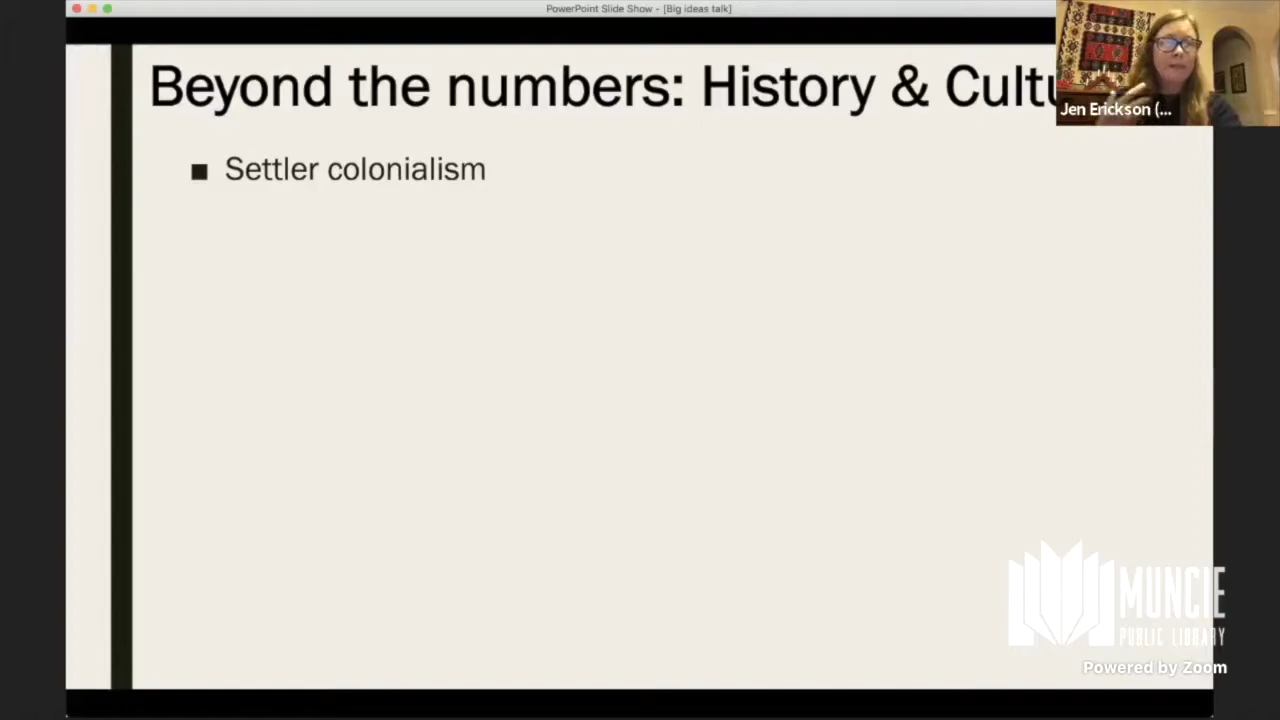 PowerPoint Slide Show - [Big ideas talk]
Beyond the numbers: History & Cultu
Jen Erickson (...
■ Settler colonialism
MUNCIE
PUBLIC LIBRARY
Powered by Zoom